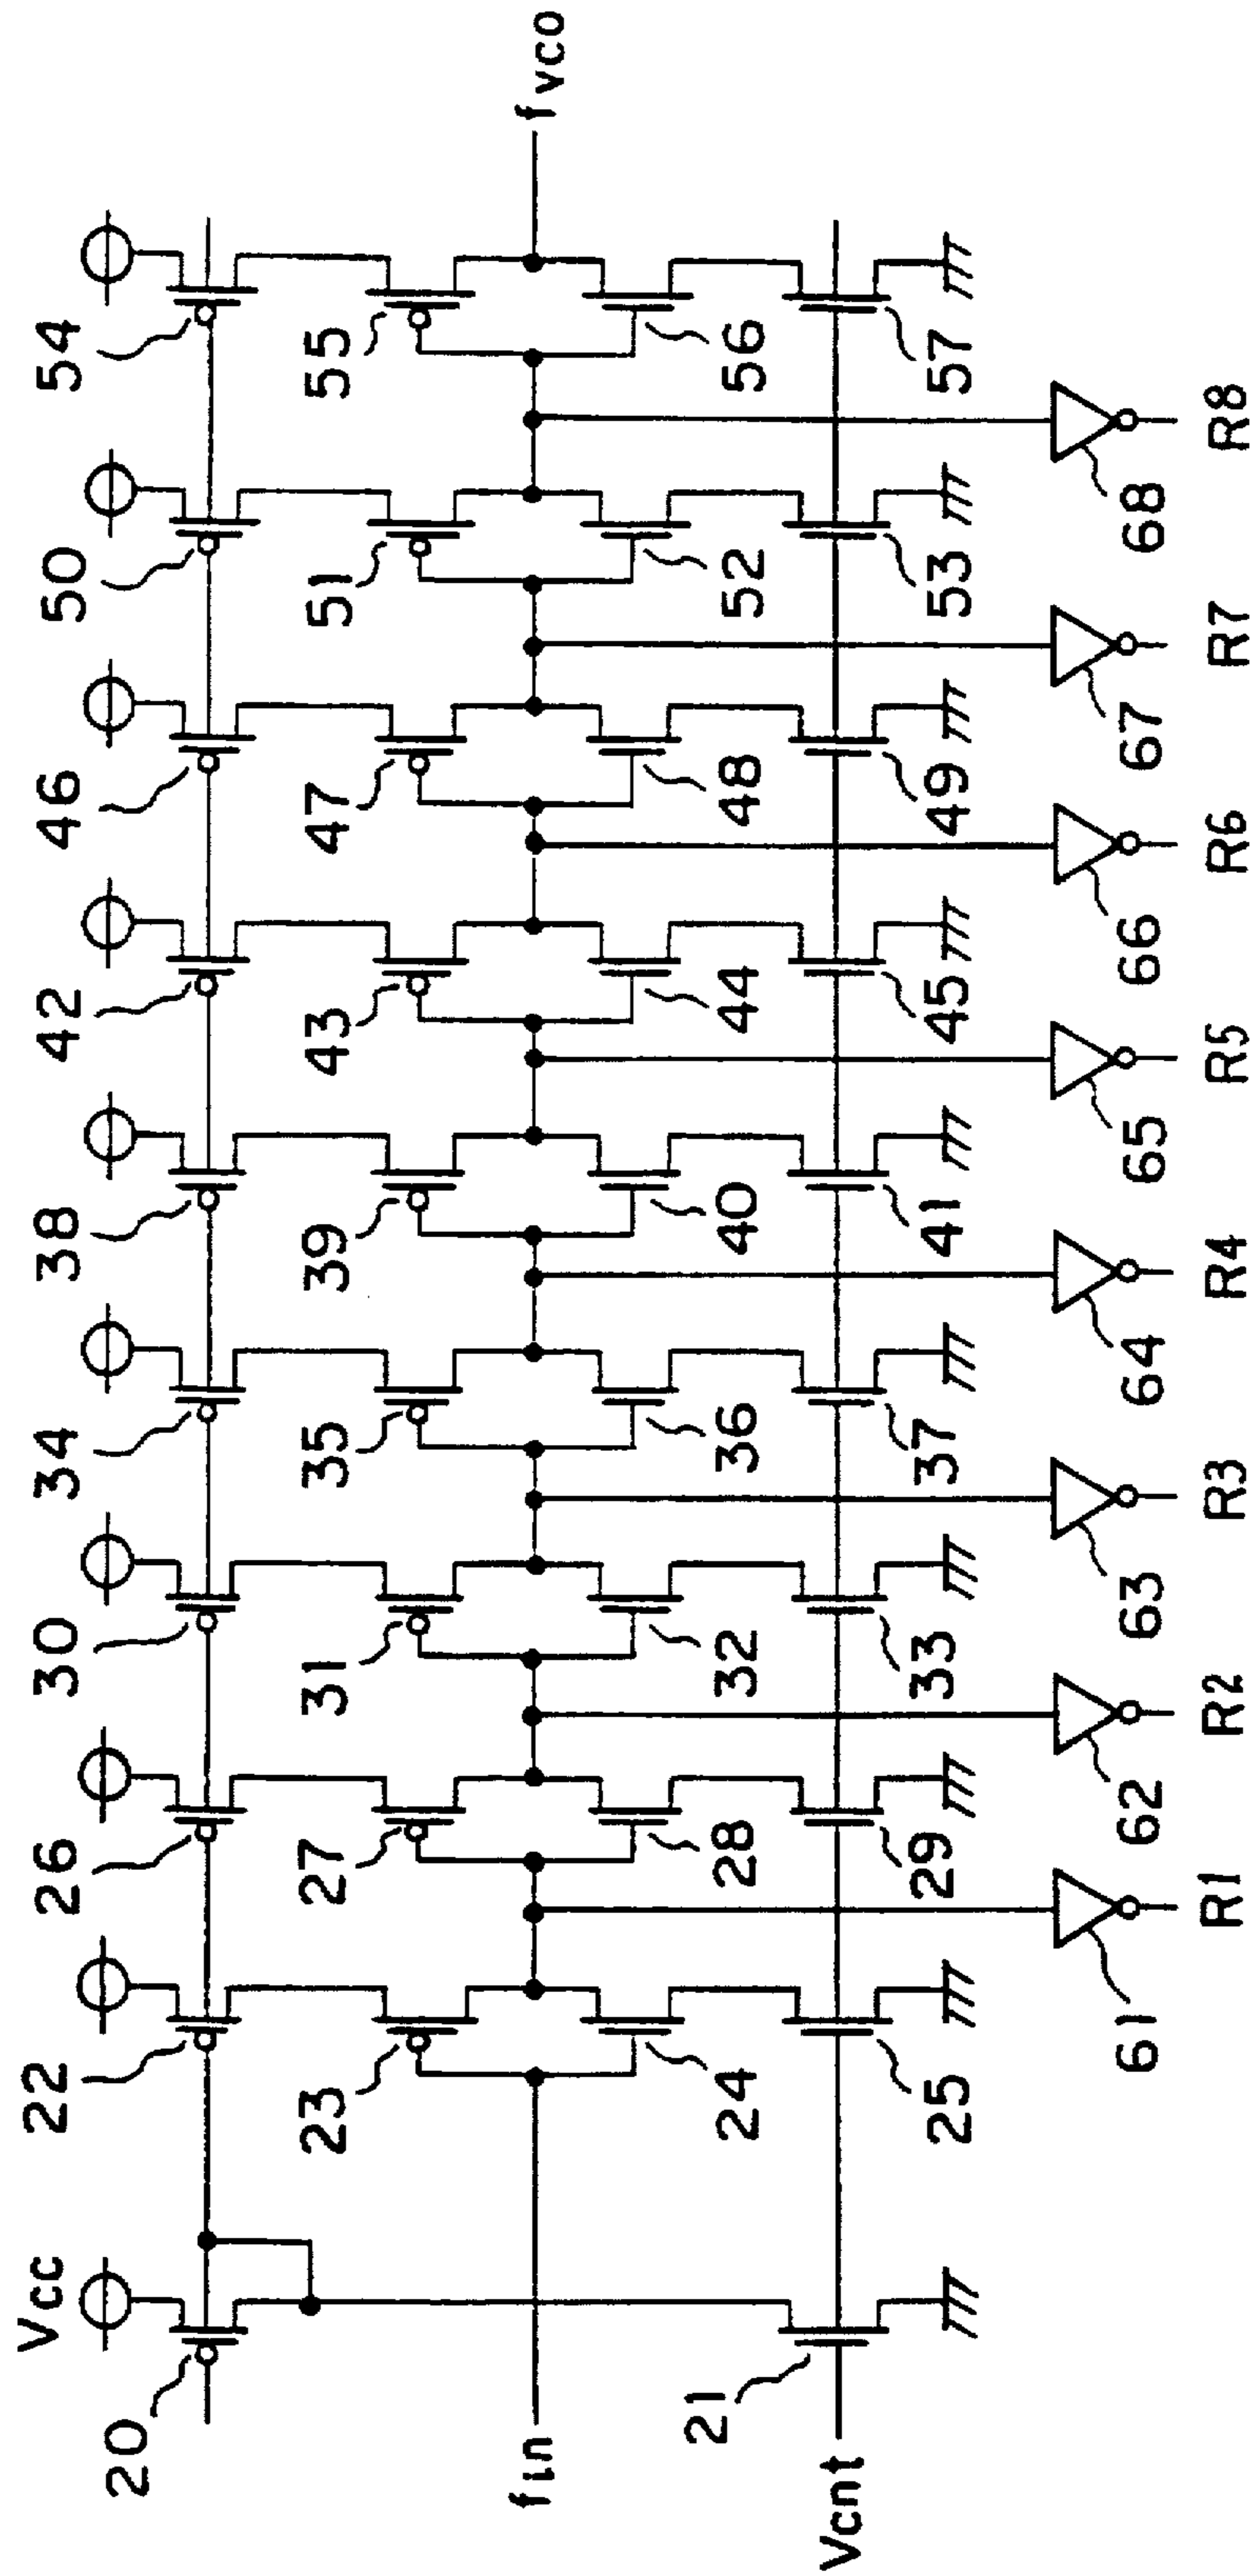 Vcc
20 22 26 30 34 38 42 46 50 54
23 27 31 35 39 43 47 51 55
fin
fvco
21 24 28 32 36 40 44 48 52 56
Vcnt
25 29 33 37 41 45 49 53 57
61 62 63 64 65 66 67 68
R1 R2 R3 R4 R5 R6 R7 R8